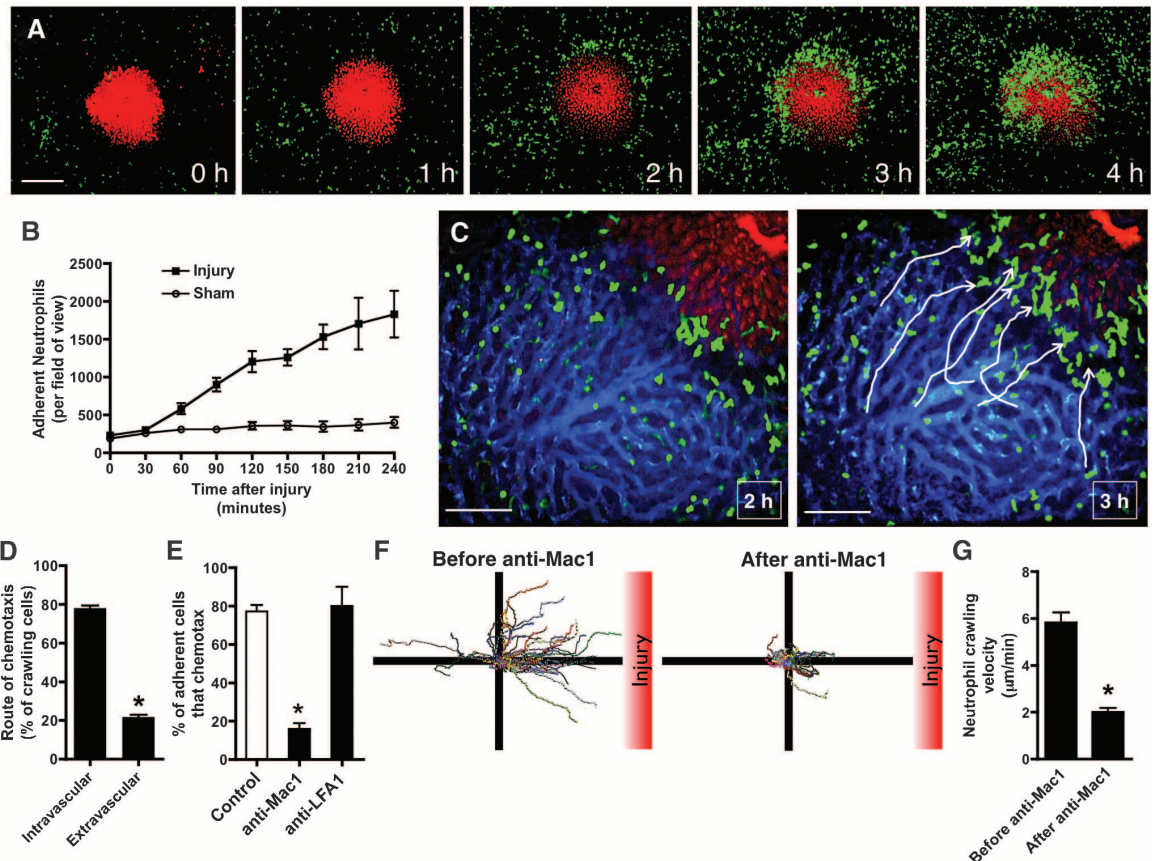 A
0 h
1 h
2 h
3 h
4 h
B
2500
2000
1500
1000
500
0
Adherent Neutrophils
(per field of view)
Injury
Sham
0 30 60 90 120 150 180 210 240
Time after injury
(minutes)
C
2 h
3 h
D
100
80
60
40
20
0
Route of chemotaxis
(% of crawling cells)
*
Intravascular
Extravascular
E
100
80
60
40
20
0
% of adherent cells
that chemotax
*
Control
anti-Mac1
anti-LFA1
F
Before anti-Mac1
Injury
After anti-Mac1
Injury
G
8
6
4
2
0
Neutrophil crawling
velocity
(μm/min)
*
Before anti-Mac1
After anti-Mac1